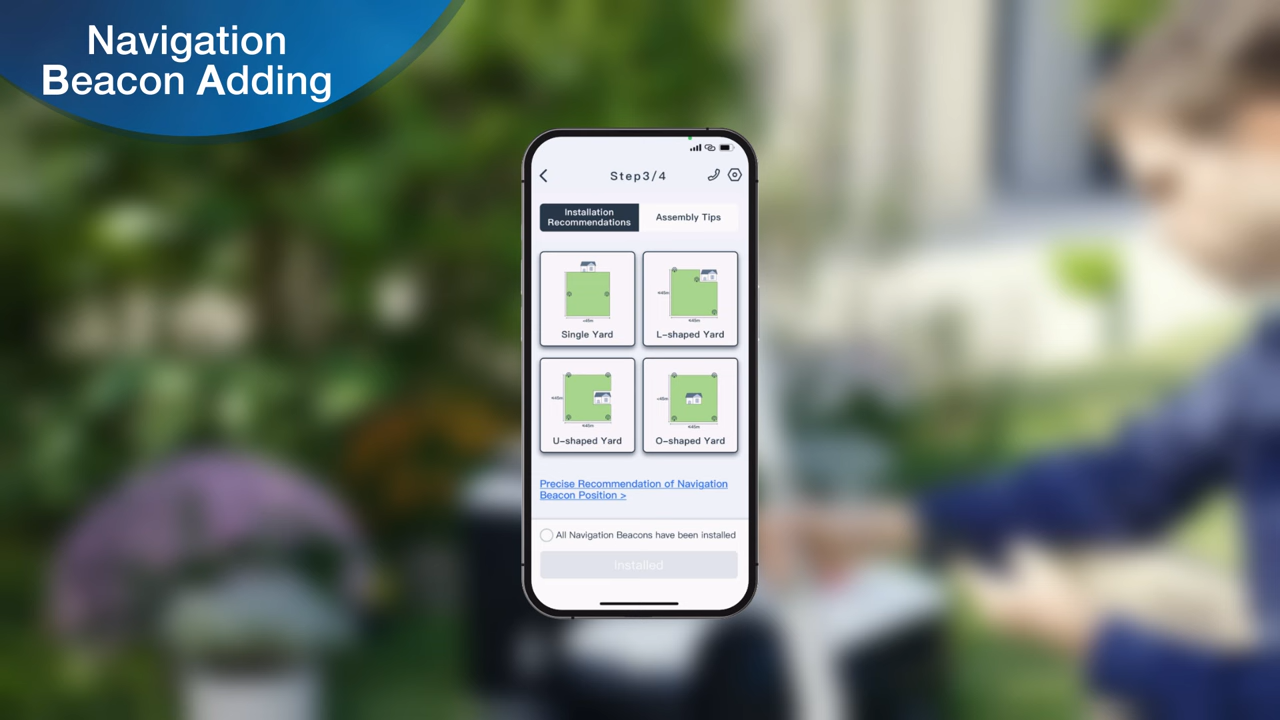 Navigation
Beacon Adding
Step3/4
Installation
Recommendations
Assembly Tips
Single Yard
L-shaped Yard
U-shaped Yard
O-shaped Yard
Precise Recommendation of Navigation
Beacon Position >
All Navigation Beacons have been installed
Installed